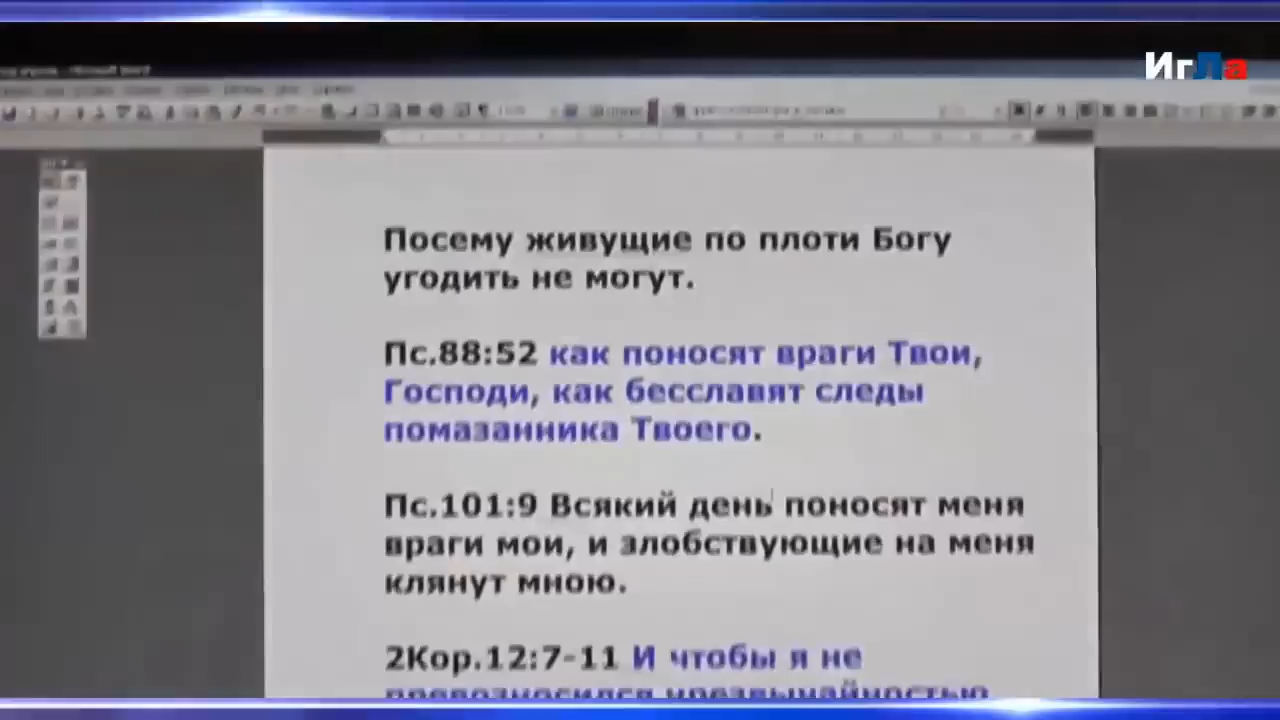 ИгЛа
Посему живущие по плоти Богу
угодить не могут.
Пс.88:52 как поносят враги Твои,
Господи, как бесславят следы
помазанника Твоего.
Пс.101:9 Всякий день поносят меня
враги мои, и злобствующие на меня
клянут мною.
2Кор.12:7-11 И чтобы я не
превозносился чрезвычайностью